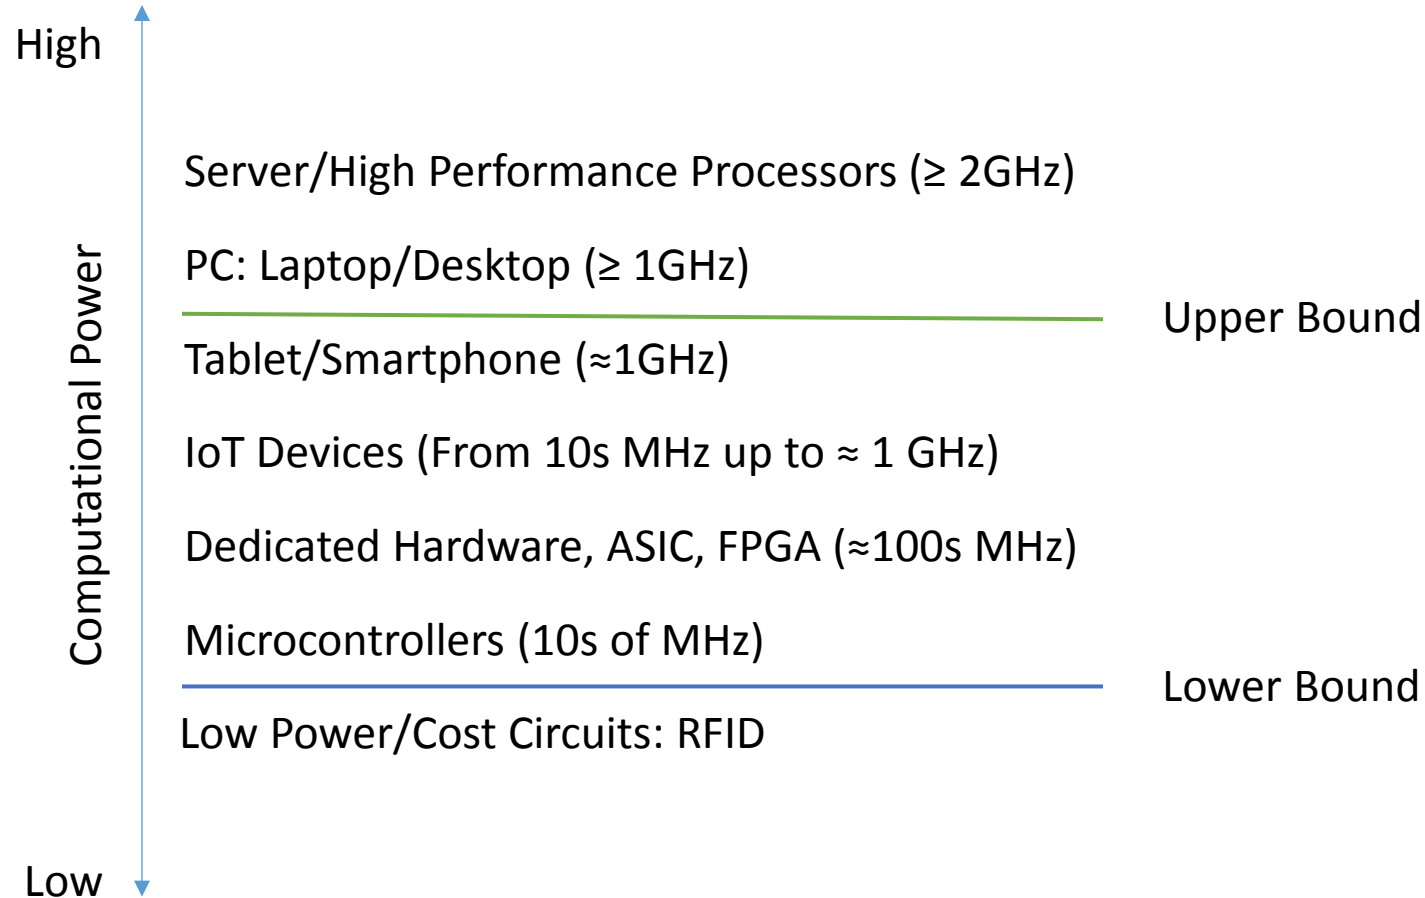 High
Server/High Performance Processors (≥ 2GHz)
PC: Laptop/Desktop (≥ 1GHz)
Upper Bound
Tablet/Smartphone (≈1GHz)
IoT Devices (From 10s MHz up to ≈ 1 GHz)
Computational Power
Dedicated Hardware, ASIC, FPGA (≈100s MHz)
Microcontrollers (10s of MHz)
Lower Bound
Low Power/Cost Circuits: RFID
Low